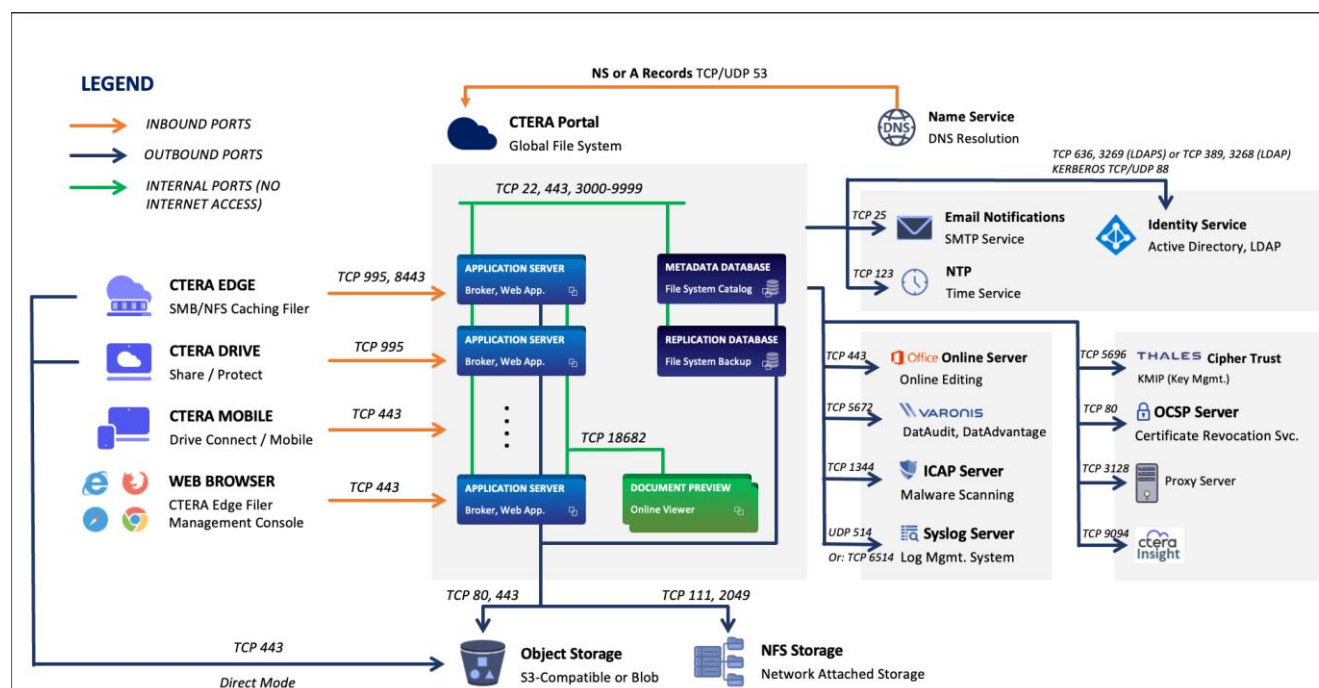 LEGEND
INBOUND PORTS
OUTBOUND PORTS
INTERNAL PORTS (NO
INTERNET ACCESS)
NS or A Records TCP/UDP 53
CTERA Portal
Global File System
DNS
Name Service
DNS Resolution
TCP 22, 443, 3000-9999
TCP 636, 3269 (LDAPS) or TCP 389, 3268 (LDAP)
KERBEROS TCP/UDP 88
TCP 25
Email Notifications
SMTP Service
Identity Service
Active Directory, LDAP
TCP 123
NTP
Time Service
CTERA EDGE
SMB/NFS Caching Filer
TCP 995, 8443
APPLICATION SERVER
Broker, Web App.
METADATA DATABASE
File System Catalog
CTERA DRIVE
Share / Protect
TCP 995
APPLICATION SERVER
Broker, Web App.
REPLICATION DATABASE
File System Backup
CTERA MOBILE
Drive Connect / Mobile
TCP 443
TCP 18682
WEB BROWSER
CTERA Edge Filer
Management Console
TCP 443
APPLICATION SERVER
Broker, Web App.
DOCUMENT PREVIEW
Online Viewer
TCP 443
Office Online Server
Online Editing
TCP 5672
VARONIS
DatAudit, DatAdvantage
TCP 1344
ICAP Server
Malware Scanning
UDP 514
Or: TCP 6514
Syslog Server
Log Mgmt. System
TCP 5696
THALES Cipher Trust
KMIP (Key Mgmt.)
TCP 80
OCSP Server
Certificate Revocation Svc.
TCP 3128
Proxy Server
TCP 9094
ctera
Insight
TCP 80, 443
TCP 111, 2049
TCP 443
Direct Mode
Object Storage
S3-Compatible or Blob
NFS Storage
Network Attached Storage